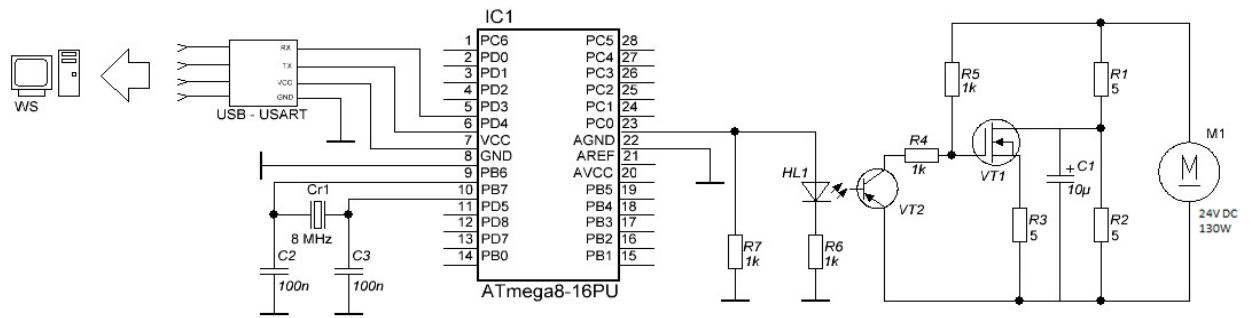 WS
RX
TX
VCC
GND
USB - USART
Cr1
8 MHz
C2
100n
C3
100n
IC1
1 PC6 PC5 28
2 PD0 PC4 27
3 PD1 PC3 26
4 PD2 PC2 25
5 PD3 PC1 24
6 PD4 PC0 23
7 VCC AGND 22
8 GND AREF 21
9 PB6 AVCC 20
10 PB7 PB5 19
11 PD5 PB4 18
12 PD8 PB3 17
13 PD7 PB2 16
14 PB0 PB1 15
ATmega8-16PU
R7
1k
HL1
R6
1k
VT2
R4
1k
R5
1k
VT1
R1
5
C1
+
10µ
R3
5
R2
5
M1
M
24V DC
130W